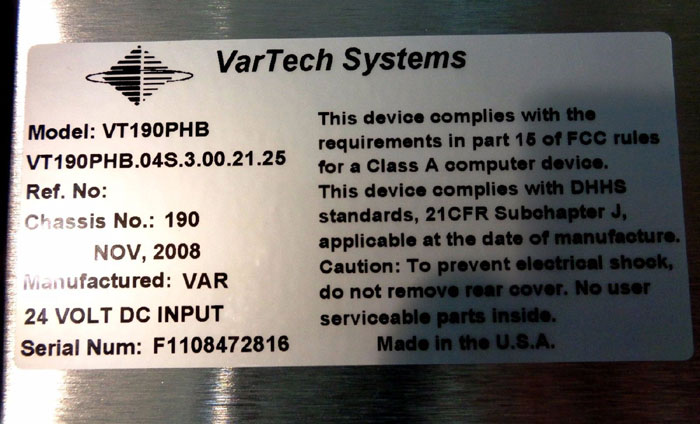 VarTech Systems
Model: VT190PHB
VT190PHB.04S.3.00.21.25
Ref. No:
Chassis No.: 190
NOV, 2008
Manufactured: VAR
24 VOLT DC INPUT
Serial Num: F1108472816
This device complies with the
requirements in part 15 of FCC rules
for a Class A computer device.
This device complies with DHHS
standards, 21CFR Subchapter J,
applicable at the date of manufacture.
Caution: To prevent electrical shock,
do not remove rear cover. No user
serviceable parts inside.
Made in the U.S.A.